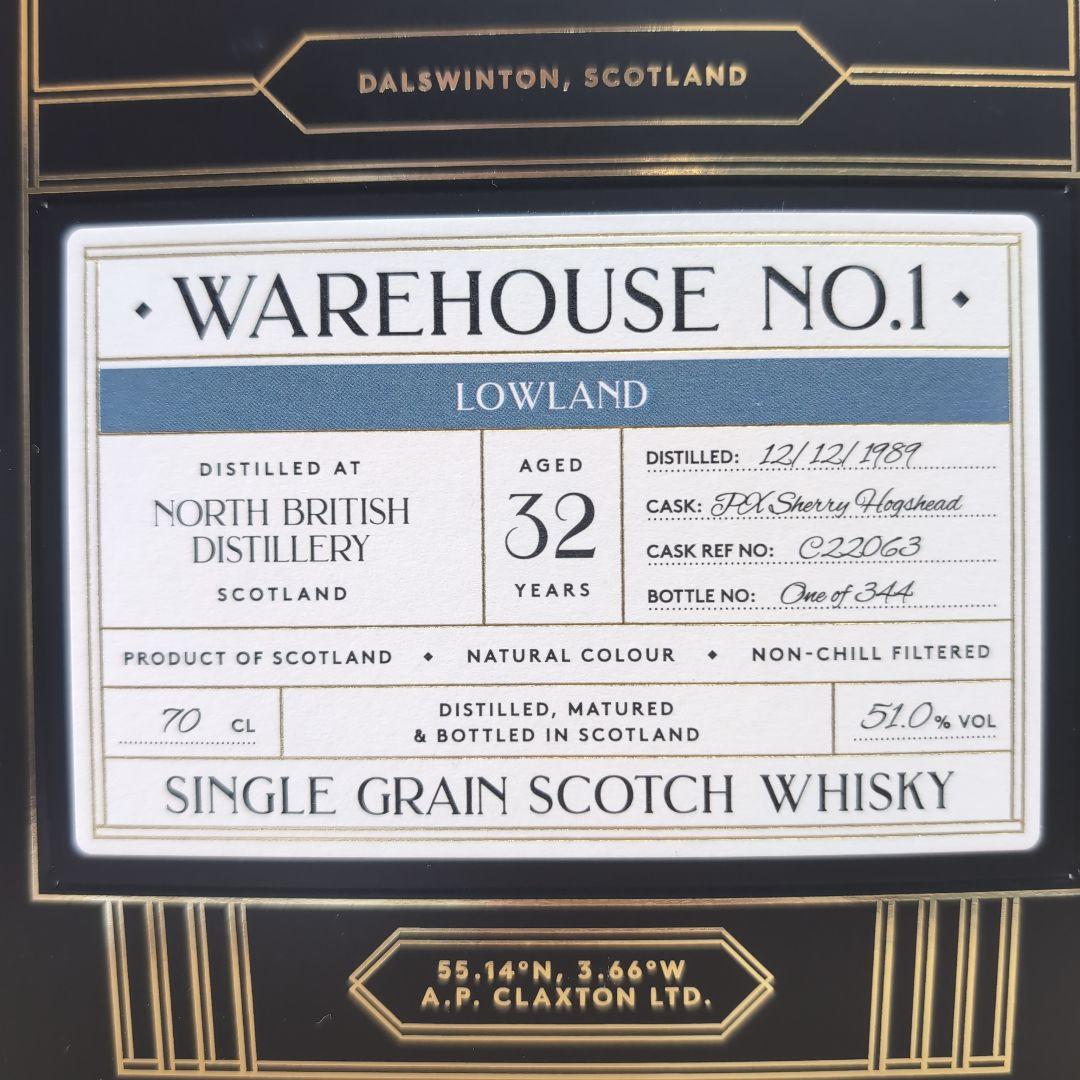 DALSWINTON, SCOTLAND
WAREHOUSE NO.1
LOWLAND
DISTILLED AT
NORTH BRITISH
DISTILLERY
SCOTLAND
AGED
32
YEARS
DISTILLED: 12/12/1989
CASK: PX Sherry Hogshead
CASK REF NO: C22063
BOTTLE NO: One of 344
PRODUCT OF SCOTLAND ◆ NATURAL COLOUR ◆ NON-CHILL FILTERED
70 CL
DISTILLED, MATURED
& BOTTLED IN SCOTLAND
51.0% VOL
SINGLE GRAIN SCOTCH WHISKY
55.14°N, 3.66°W
A.P. CLAXTON LTD.